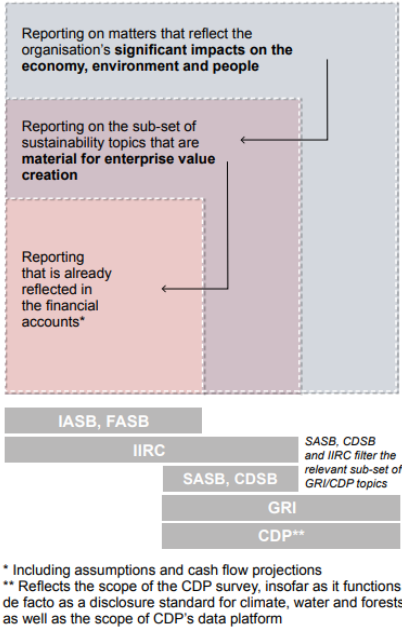 Reporting on matters that reflect the
organisation's significant impacts on the
economy, environment and people
Reporting on the sub-set of
sustainability topics that are
material for enterprise value
creation
Reporting
that is already
reflected in
the financial
accounts*
IASB, FASB
IIRC
SASB, CDSB
and IIRC filter the
relevant sub-set of
GRI/CDP topics
SASB, CDSB
GRI
CDP**
* Including assumptions and cash flow projections
** Reflects the scope of the CDP survey, insofar as it functions
de facto as a disclosure standard for climate, water and forests
as well as the scope of CDP's data platform